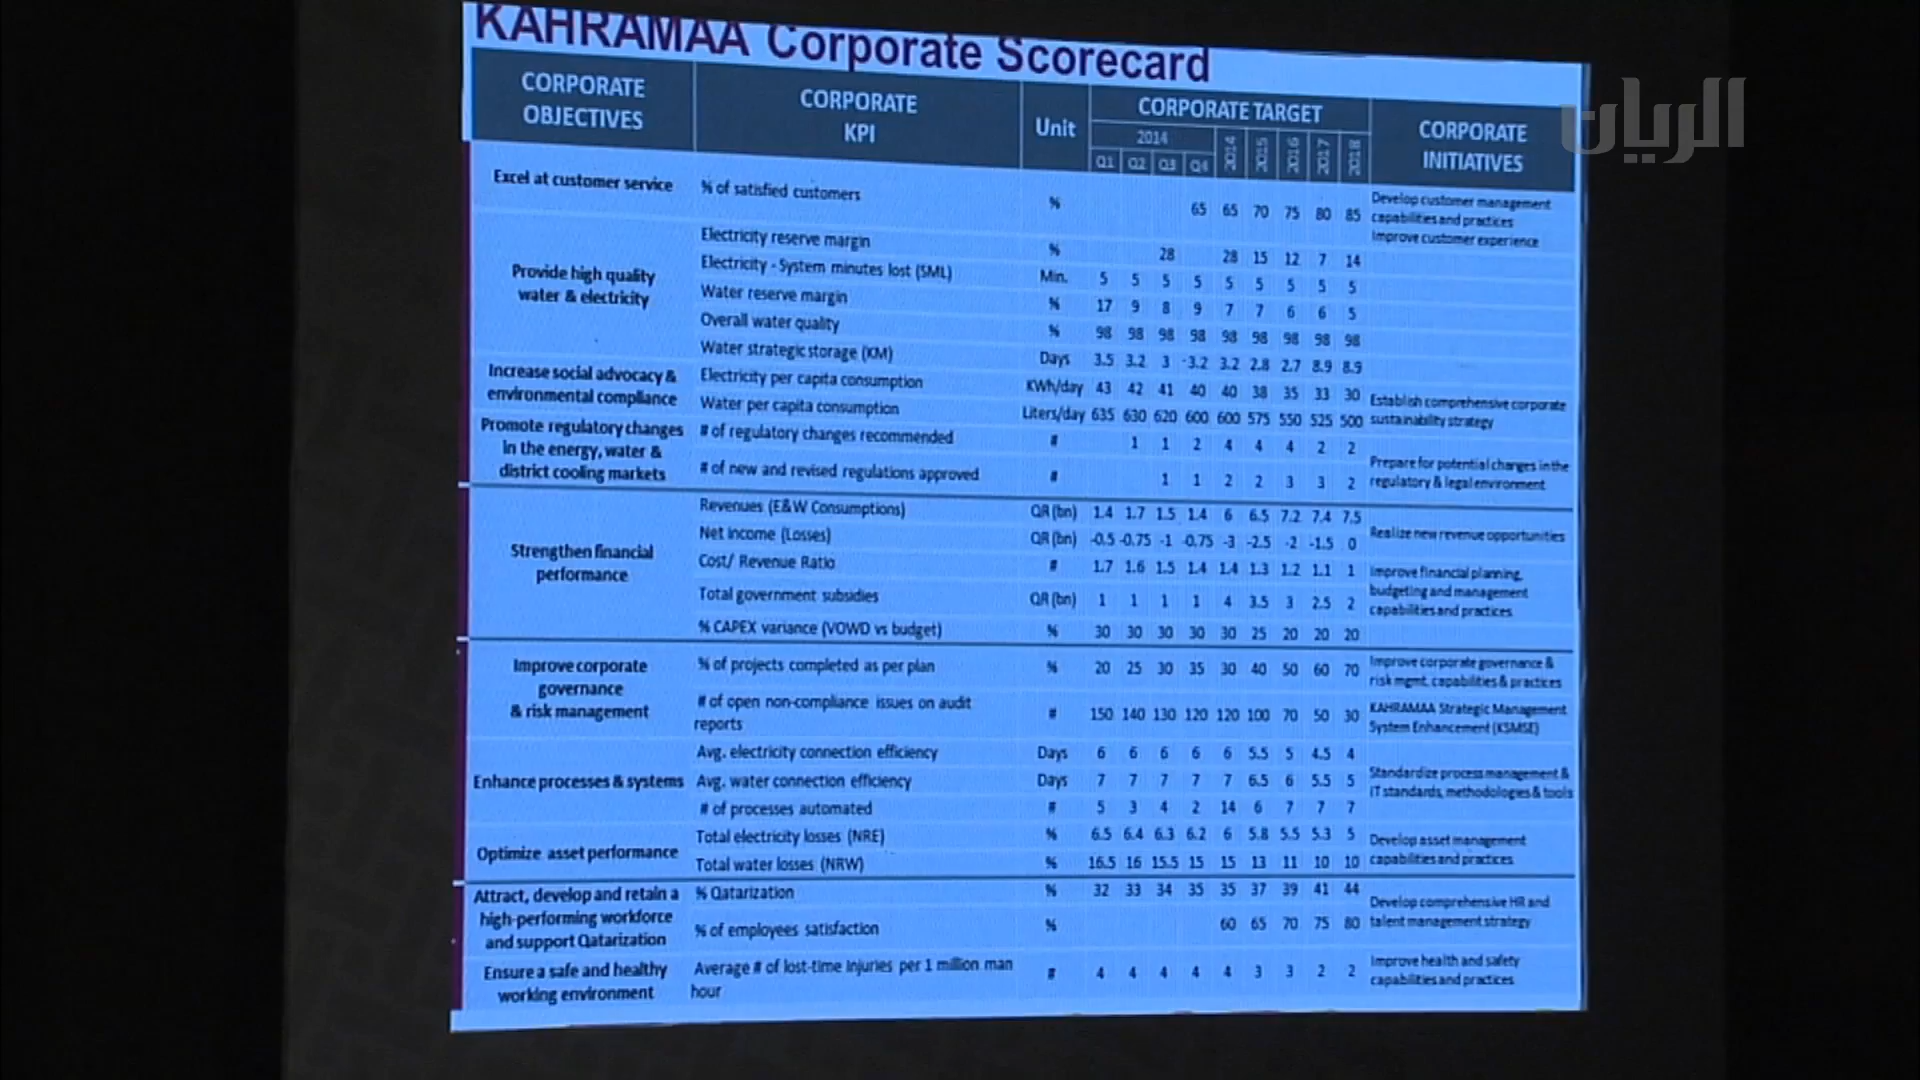 KAHRAMAA Corporate Scorecard
الريان
CORPORATE OBJECTIVES CORPORATE KPI Unit CORPORATE TARGET CORPORATE INITIATIVES
2014
Q1 Q2 Q3 Q4 2014 2015 2016 2017 2018
Excel at customer service % of satisfied customers % 65 65 70 75 80 85 Develop customer management capabilities and practices
Improve customer experience
Provide high quality water & electricity
Electricity reserve margin % 28 28 15 12 7 14
Electricity - System minutes lost (SML) Min. 5 5 5 5 5 5 5 5 5
Water reserve margin % 17 9 8 9 7 7 6 6 5
Overall water quality % 98 98 98 98 98 98 98 98 98
Water strategic storage (KM) Days 3.5 3.2 3 -3.2 3.2 2.8 2.7 8.9 8.9
Increase social advocacy & environmental compliance
Electricity per capita consumption KWh/day 43 42 41 40 40 38 35 33 30
Water per capita consumption Liters/day 635 630 620 600 600 575 550 525 500
Establish comprehensive corporate sustainability strategy
Promote regulatory changes in the energy, water & district cooling markets
# of regulatory changes recommended # 1 1 2 4 4 4 2 2
# of new and revised regulations approved # 1 1 2 2 3 3 2
Prepare for potential changes in the regulatory & legal environment
Strengthen financial performance
Revenues (E&W Consumptions) QR (bn) 1.4 1.7 1.5 1.4 6 6.5 7.2 7.4 7.5
Net Income (Losses) QR (bn) -0.5 -0.75 -1 -0.75 -3 -2.5 -2 -1.5 0
Realize new revenue opportunities
Cost/ Revenue Ratio # 1.7 1.6 1.5 1.4 1.4 1.3 1.2 1.1 1
Total government subsidies QR (bn) 1 1 1 1 4 3.5 3 2.5 2
% CAPEX variance (VOWD vs budget) % 30 30 30 30 30 25 20 20 20
Improve financial planning, budgeting and management capabilities and practices
Improve corporate governance & risk management
% of projects completed as per plan % 20 25 30 35 30 40 50 60 70
Improve corporate governance & risk mgmt. capabilities & practices
# of open non-compliance issues on audit reports # 150 140 130 120 120 100 70 50 30
KAHRAMAA Strategic Management System Enhancement (KSMSE)
Enhance processes & systems
Avg. electricity connection efficiency Days 6 6 6 6 6 5.5 5 4.5 4
Avg. water connection efficiency Days 7 7 7 7 7 6.5 6 5.5 5
# of processes automated # 5 3 4 2 14 6 7 7 7
Standardize process management & IT standards, methodologies & tools
Optimize asset performance
Total electricity losses (NRE) % 6.5 6.4 6.3 6.2 6 5.8 5.5 5.3 5
Total water losses (NRW) % 16.5 16 15.5 15 15 13 11 10 10
Develop asset management capabilities and practices
Attract, develop and retain a high-performing workforce and support Qatarization
% Qatarization % 32 33 34 35 35 37 39 41 44
% of employees satisfaction % 60 65 70 75 80
Develop comprehensive HR and talent management strategy
Ensure a safe and healthy working environment
Average # of lost-time Injuries per 1 million man hour # 4 4 4 4 4 3 3 2 2
Improve health and safety capabilities and practices